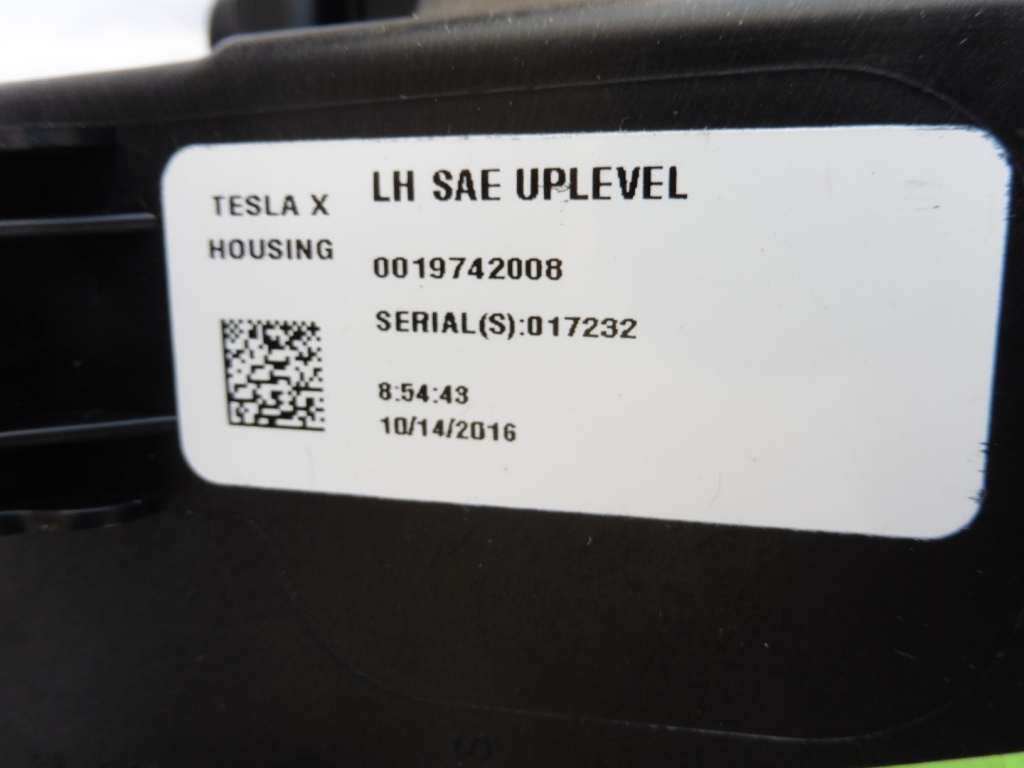 TESLA X
HOUSING
LH SAE UPLEVEL
0019742008
SERIAL(S):017232
8:54:43
10/14/2016